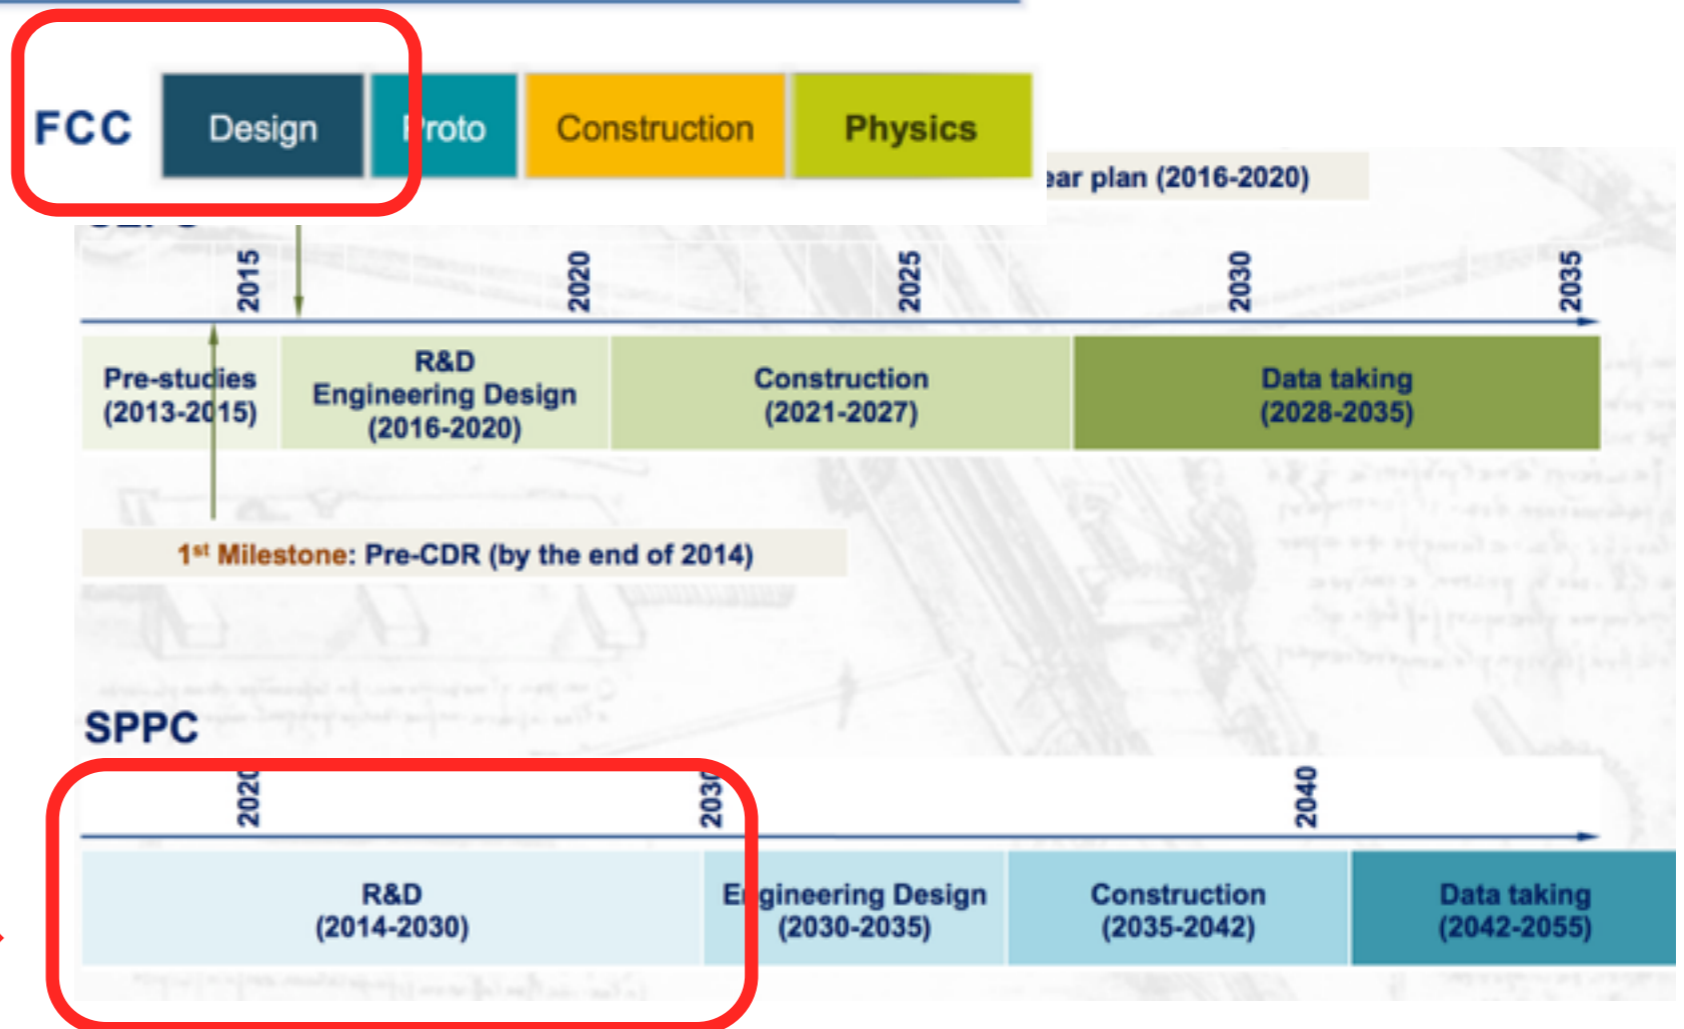 FCC
Design
Proto
Construction
Physics
ear plan (2016-2020)
2015
2020
2025
2030
2035
Pre-studies
(2013-2015)
R&D
Engineering Design
(2016-2020)
Construction
(2021-2027)
Data taking
(2028-2035)
1st Milestone: Pre-CDR (by the end of 2014)
SPPC
2020
2030
2040
R&D
(2014-2030)
Engineering Design
(2030-2035)
Construction
(2035-2042)
Data taking
(2042-2055)